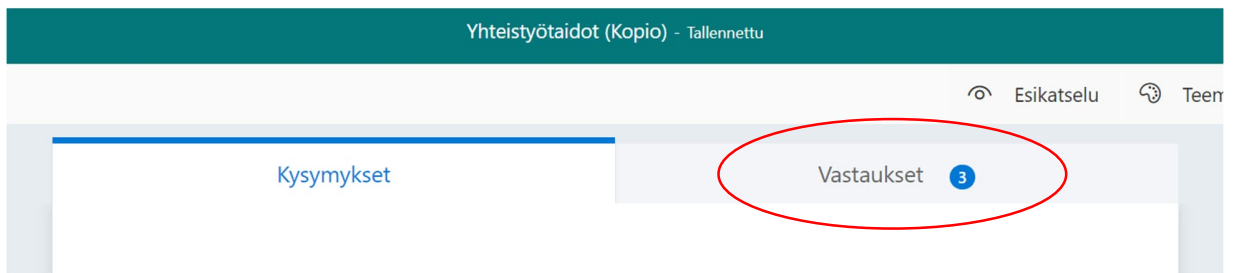 Yhteistyötaidot (Kopio) - Tallennettu
Esikatselu Teem
Kysymykset Vastaukset 3